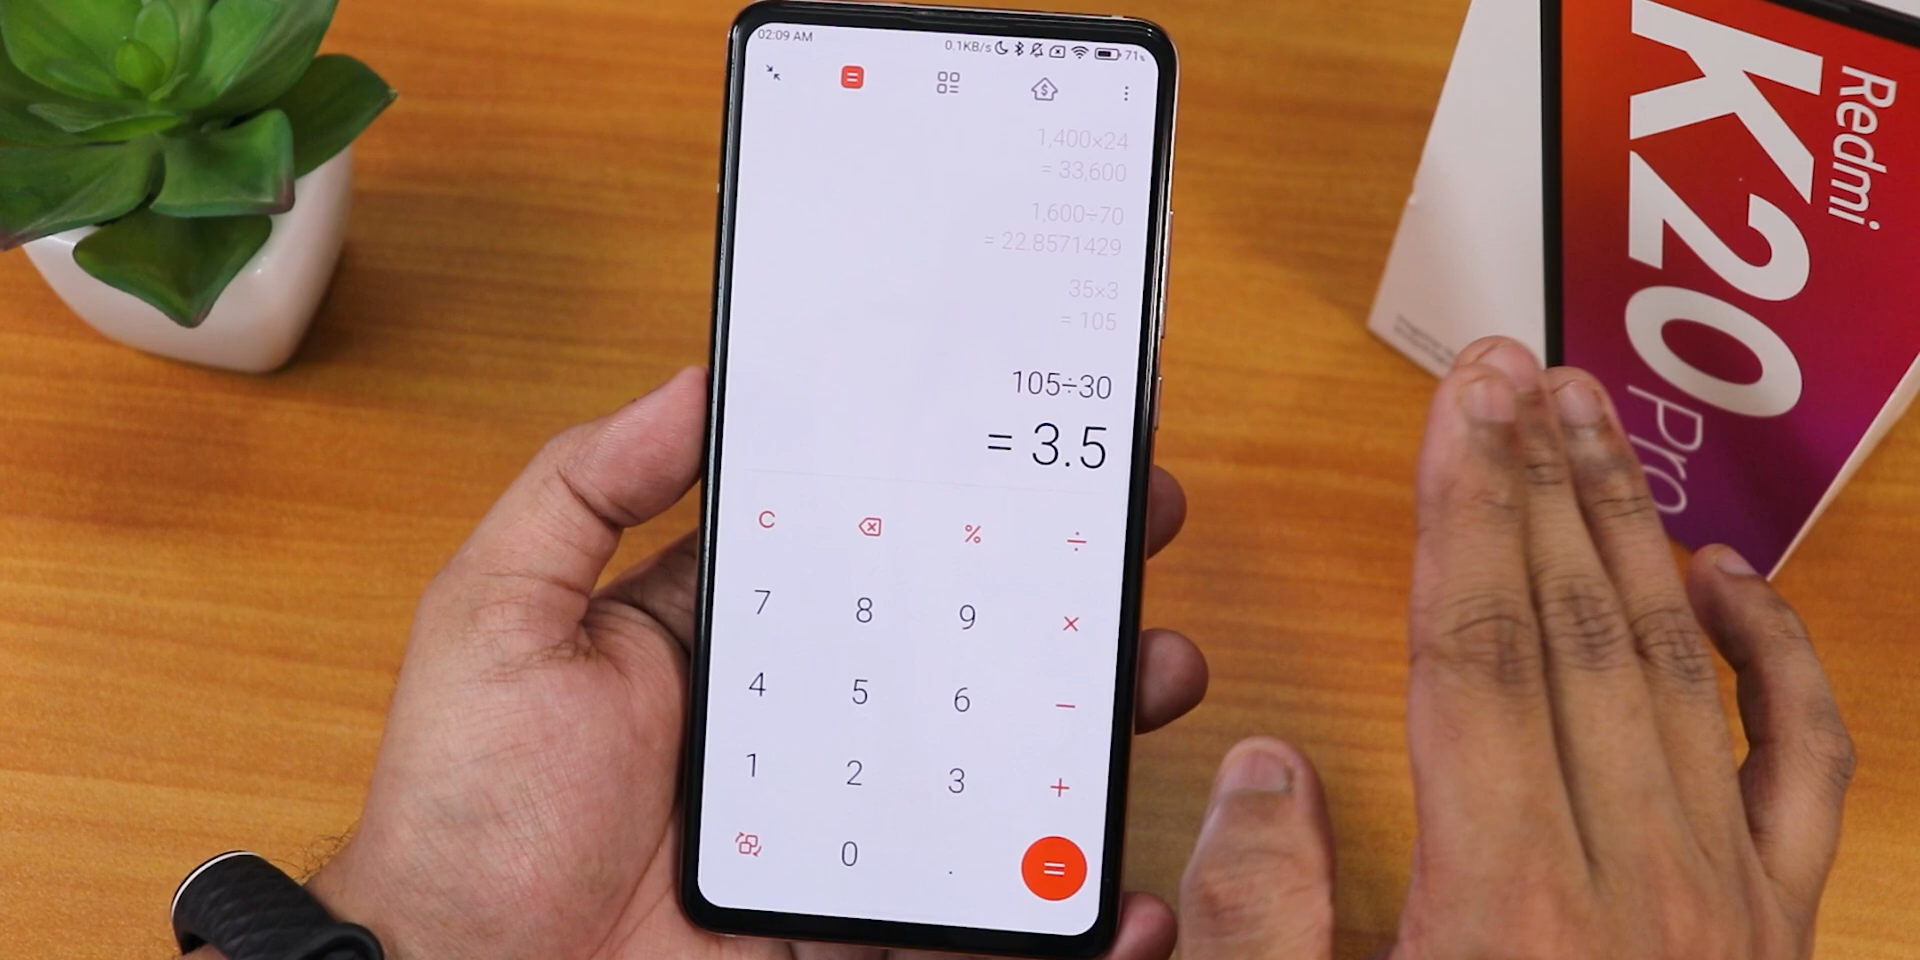 02:09 AM
0.1KB/s
71%
1,400×24
= 33,600
1,600÷70
= 22.8571429
35×3
= 105
105÷30
= 3.5
C % ÷
7 8 9 ×
4 5 6 −
1 2 3 +
0 . =
Redmi
K20 Pro